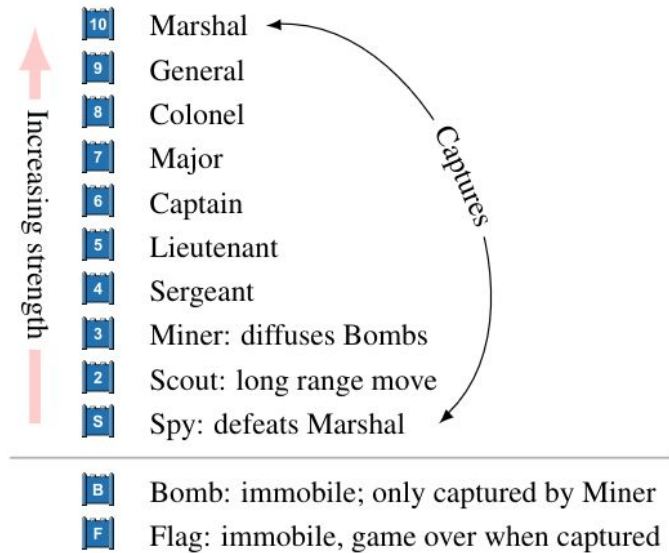 10 Marshal
9 General
8 Colonel
7 Major
6 Captain
5 Lieutenant
4 Sergeant
3 Miner: diffuses Bombs
2 Scout: long range move
S Spy: defeats Marshal
B Bomb: immobile; only captured by Miner
F Flag: immobile, game over when captured
Increasing strength
Captures